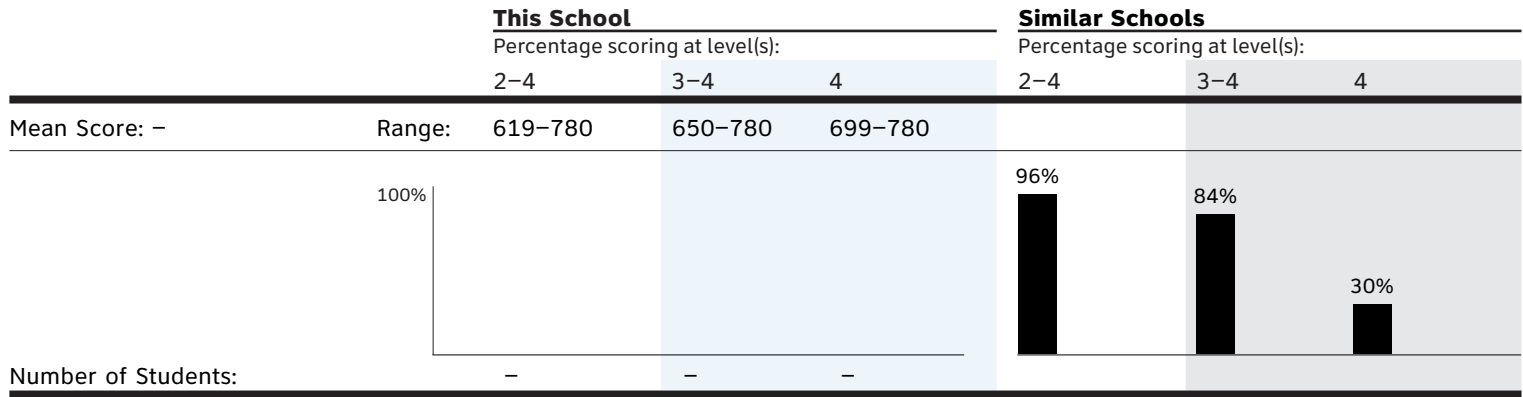 This School Similar Schools
Percentage scoring at level(s): Percentage scoring at level(s):
2–4 3–4 4 2–4 3–4 4
Mean Score: – Range: 619–780 650–780 699–780
96%
100% 84%
30%
Number of Students: – – –